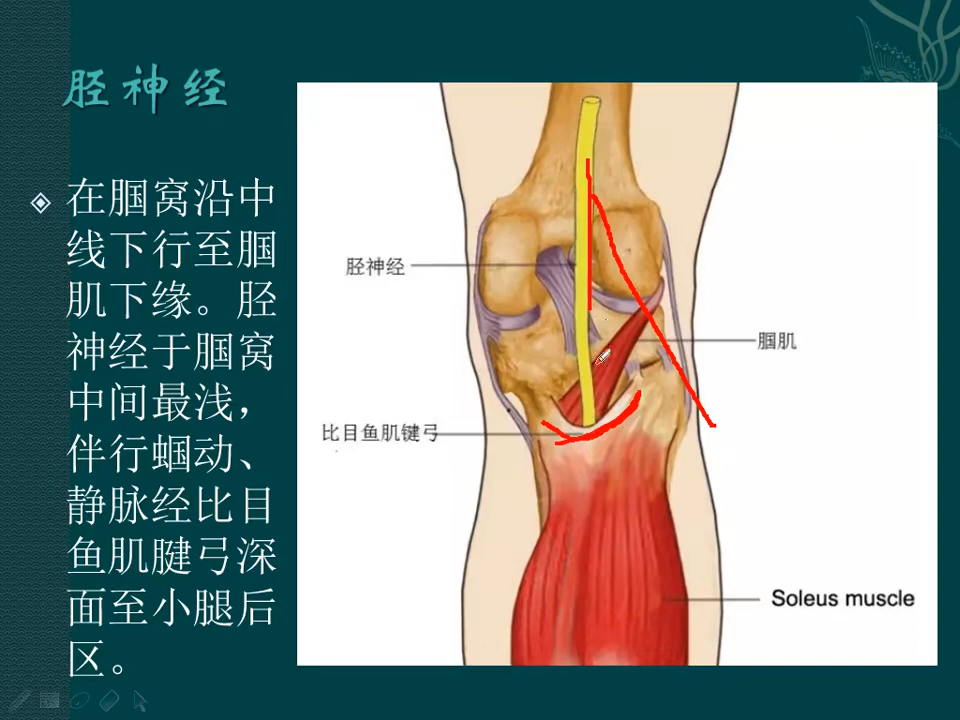 胫神经
在腘窝沿中
线下行至腘
肌下缘。胫
神经于腘窝
中间最浅，
伴行蝈动、
静脉经比目
鱼肌腱弓深
面至小腿后
区。
胫神经
腘肌
比目鱼肌键弓
Soleus muscle